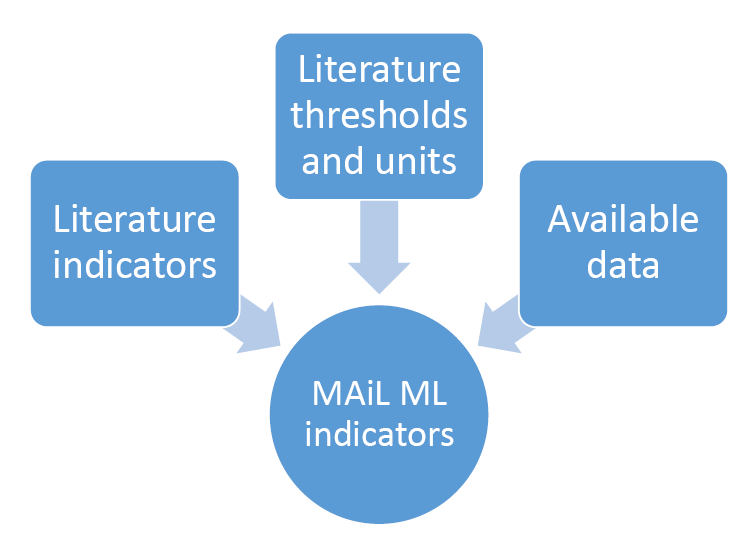 Literature
thresholds
and units
Literature
indicators
Available
data
MAiL ML
indicators